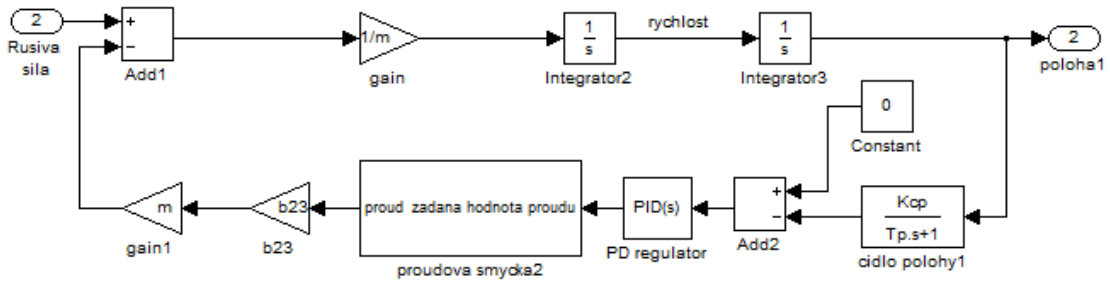 2
Rusiva
sila
+
−
Add1
1/m
gain
1
s
Integrator2
rychlost
1
s
Integrator3
2
poloha1
0
Constant
m
gain1
b23
b23
proud zadana hodnota proudu
proudova smycka2
PID(s)
PD regulator
+
−
Add2
Kcp
Tp.s+1
cidlo polohy1